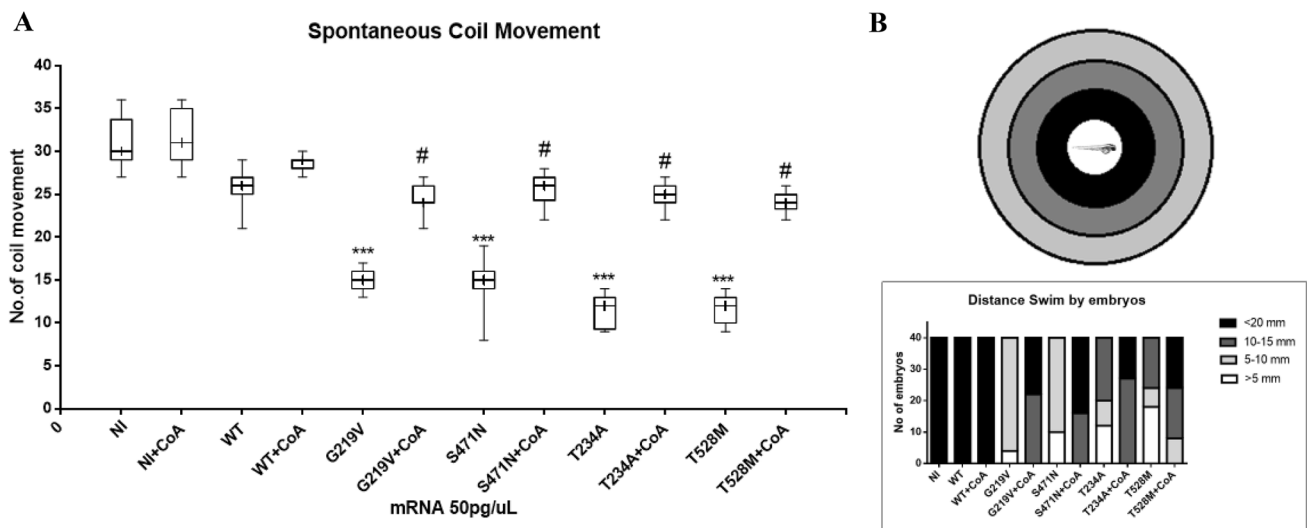 A
Spontaneous Coil Movement
No.of coil movement
40
35
30
25
20
15
10
5
0
0
***
#
***
#
***
#
***
#
NI
NI+CoA
WT
WT+CoA
G219V
G219V+CoA
S471N
S471N+CoA
T234A
T234A+CoA
T528M
T528M+CoA
mRNA 50pg/uL
B
Distance Swim by embryos
No of embryos
40
30
20
10
0
<20 mm
10-15 mm
5-10 mm
>5 mm
NI
WT
WT+CoA
G219V
G219V+CoA
S471N
S471N+CoA
T234A
T234A+CoA
T528M
T528M+CoA